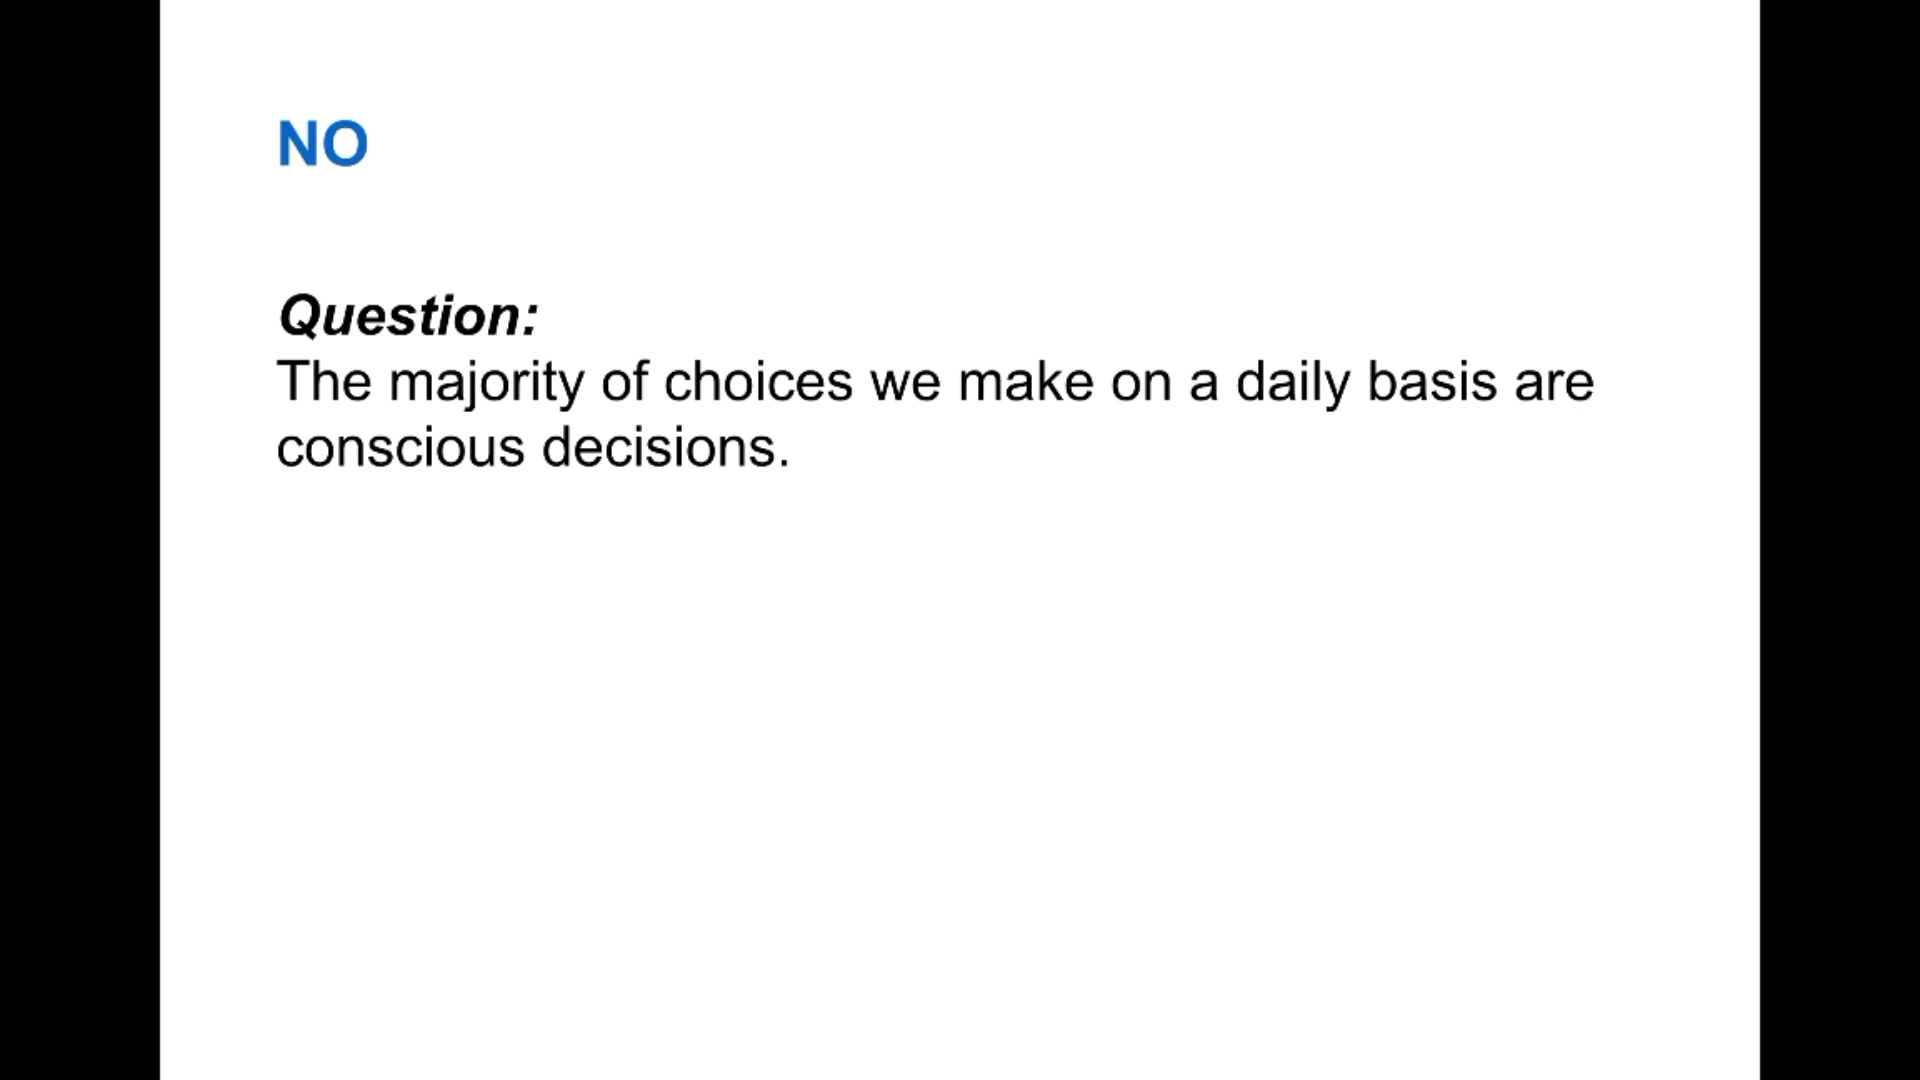 NO
Question:
The majority of choices we make on a daily basis are
conscious decisions.